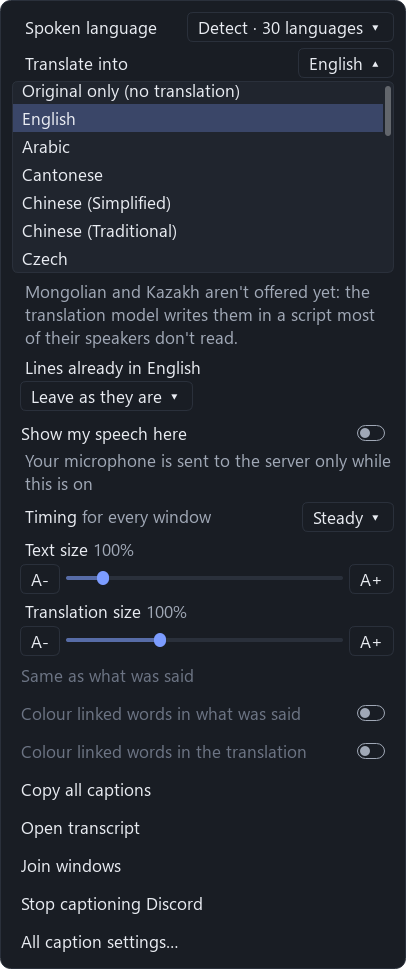 Spoken language
Detect · 30 languages ▾
Translate into
English ▴
Original only (no translation)
English
Arabic
Cantonese
Chinese (Simplified)
Chinese (Traditional)
Czech
Mongolian and Kazakh aren't offered yet: the
translation model writes them in a script most
of their speakers don't read.
Lines already in English
Leave as they are ▾
Show my speech here
Your microphone is sent to the server only while
this is on
Timing for every window
Steady ▾
Text size 100%
A-
A+
Translation size 100%
A-
A+
Same as what was said
Colour linked words in what was said
Colour linked words in the translation
Copy all captions
Open transcript
Join windows
Stop captioning Discord
All caption settings...